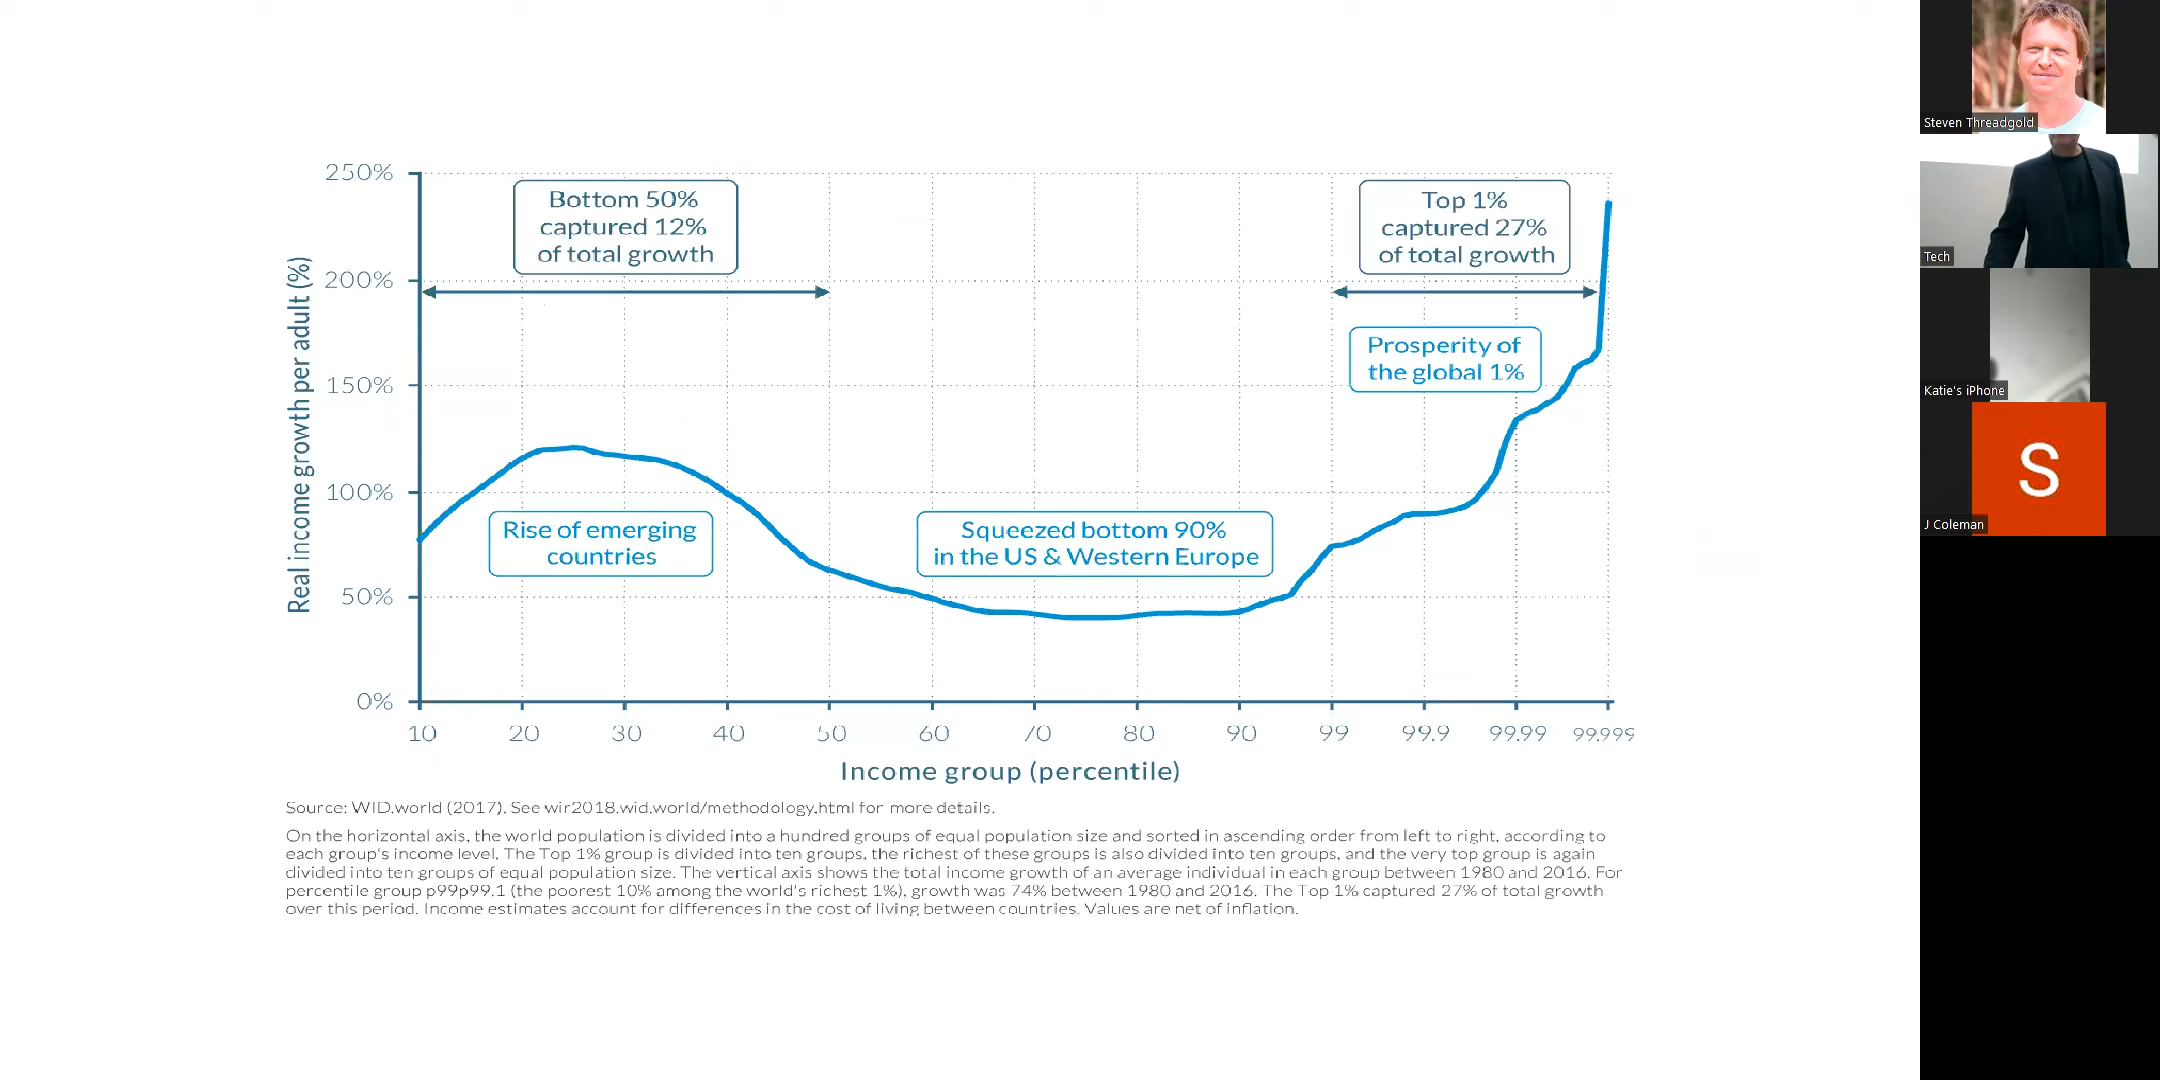 250%
200%
150%
100%
50%
0%
Real income growth per adult (%)
Bottom 50%
captured 12%
of total growth
Top 1%
captured 27%
of total growth
Prosperity of
the global 1%
Rise of emerging
countries
Squeezed bottom 90%
in the US & Western Europe
10 20 30 40 50 60 70 80 90 99 99.9 99.99 99.999
Income group (percentile)
Source: WID.world (2017). See wir2018.wid.world/methodology.html for more details.
On the horizontal axis, the world population is divided into a hundred groups of equal population size and sorted in ascending order from left to right, according to
each group's income level. The Top 1% group is divided into ten groups, the richest of these groups is also divided into ten groups, and the very top group is again
divided into ten groups of equal population size. The vertical axis shows the total income growth of an average individual in each group between 1980 and 2016. For
percentile group p99p99.1 (the poorest 10% among the world's richest 1%), growth was 74% between 1980 and 2016. The Top 1% captured 27% of total growth
over this period. Income estimates account for differences in the cost of living between countries. Values are net of inflation.
Steven Threadgold
Tech
Katie's iPhone
S
J Coleman